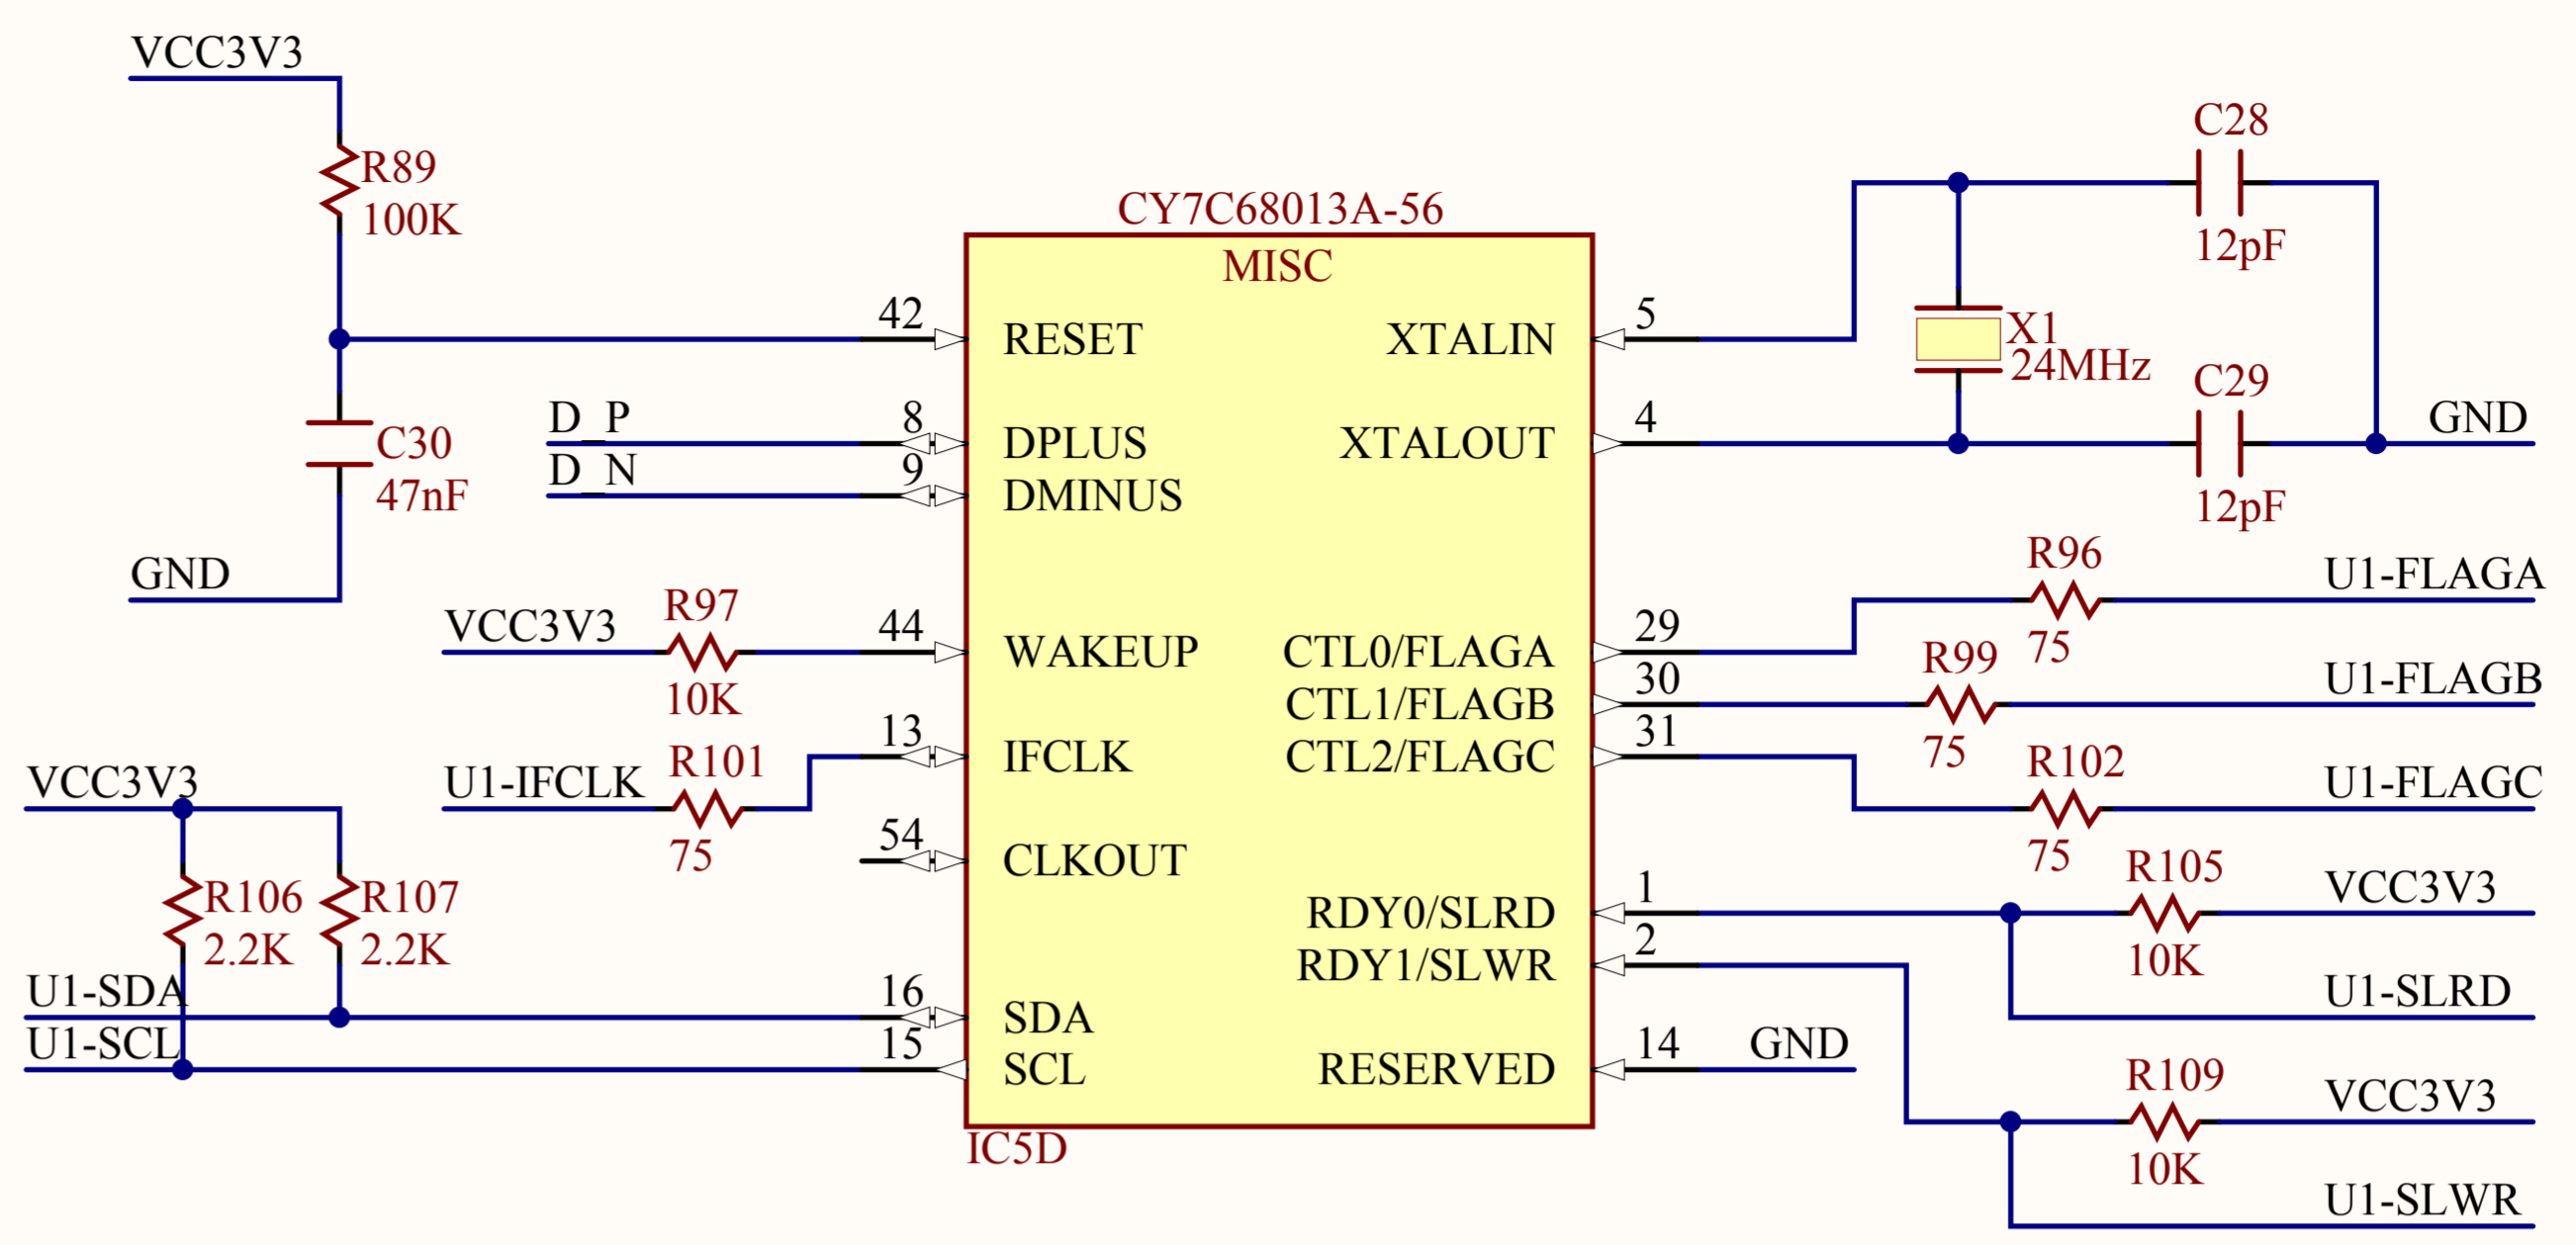 VCC3V3
R89
100K
C30
47nF
GND
CY7C68013A-56
MISC
42
RESET
D_P
8
DPLUS
D_N
9
DMINUS
VCC3V3
R97
10K
44
WAKEUP
U1-IFCLK
R101
75
13
IFCLK
54
CLKOUT
VCC3V3
R106
2.2K
R107
2.2K
U1-SDA
16
SDA
U1-SCL
15
SCL
IC5D
XTALIN
5
XTALOUT
4
X1
24MHz
C28
12pF
C29
12pF
GND
CTL0/FLAGA
29
R96
75
U1-FLAGA
CTL1/FLAGB
30
R99
75
U1-FLAGB
CTL2/FLAGC
31
R102
75
U1-FLAGC
RDY0/SLRD
1
R105
10K
VCC3V3
U1-SLRD
RDY1/SLWR
2
R109
10K
VCC3V3
U1-SLWR
RESERVED
14
GND